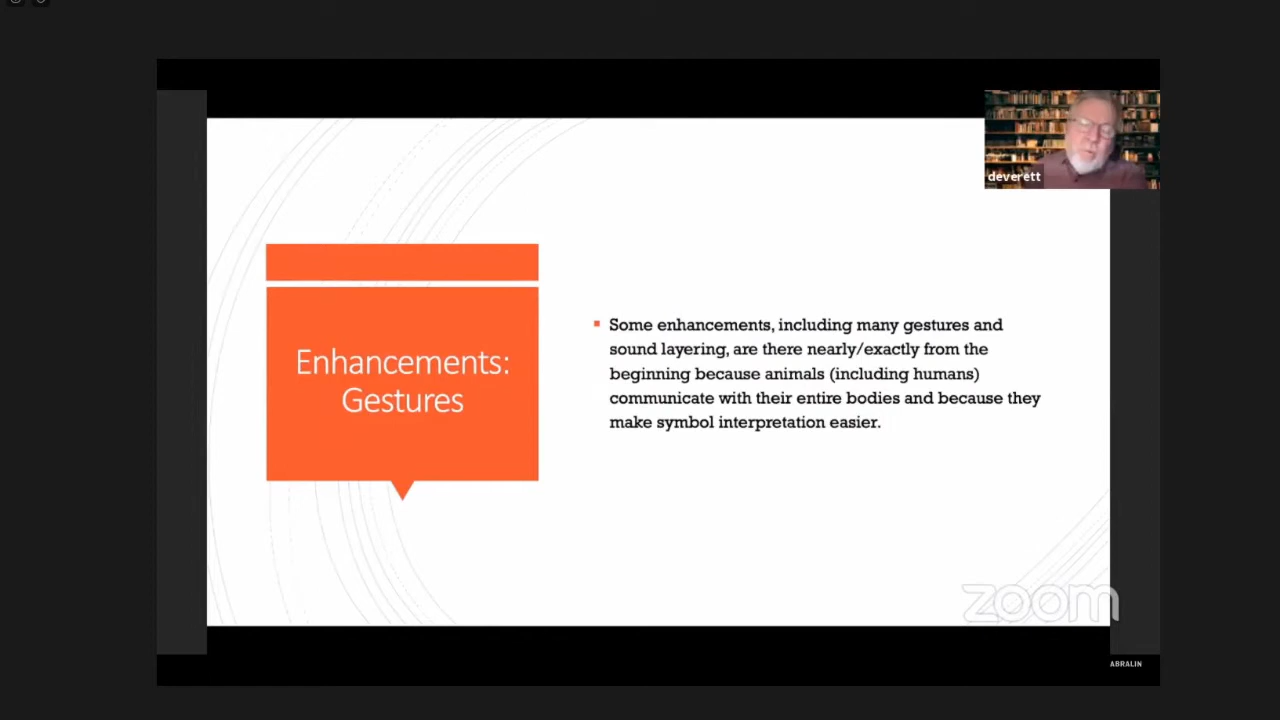 deverett
Enhancements:
Gestures
Some enhancements, including many gestures and
sound layering, are there nearly/exactly from the
beginning because animals (including humans)
communicate with their entire bodies and because they
make symbol interpretation easier.
zoom
ABRALIN